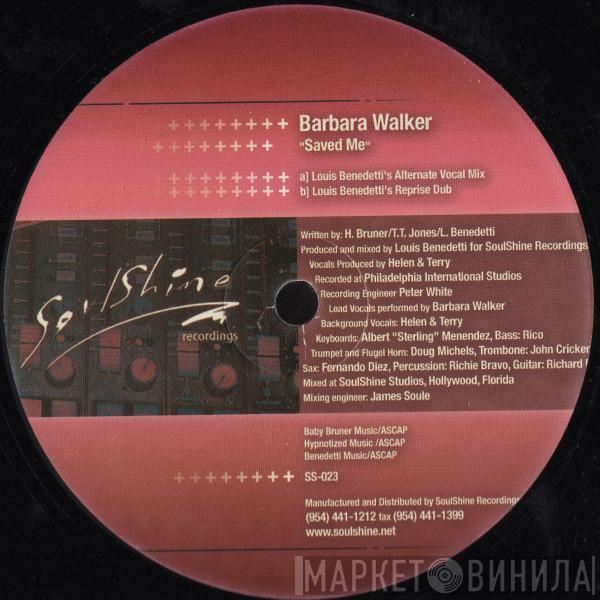 Barbara Walker
"Saved Me"
a] Louis Benedetti's Alternate Vocal Mix
b] Louis Benedetti's Reprise Dub
Written by: H. Bruner/T.T. Jones/L. Benedetti
Produced and mixed by Louis Benedetti for SoulShine Recordings
Vocals Produced by Helen & Terry
Recorded at Philadelphia International Studios
Recording Engineer Peter White
Lead Vocals performed by Barbara Walker
Background Vocals: Helen & Terry
Keyboards: Albert "Sterling" Menendez, Bass: Rico
Trumpet and Flugel Horn: Doug Michels, Trombone: John Cricker
Sax: Fernando Diez, Percussion: Richie Bravo, Guitar: Richard
Mixed at SoulShine Studios, Hollywood, Florida
Mixing engineer: James Soule
SoulShine
recordings
Baby Bruner Music/ASCAP
Hypnotized Music /ASCAP
Benedetti Music/ASCAP
SS-023
Manufactured and Distributed by SoulShine Recordings
(954) 441-1212 fax (954) 441-1399
www.soulshine.net
МАРКЕТ ВИНИЛА